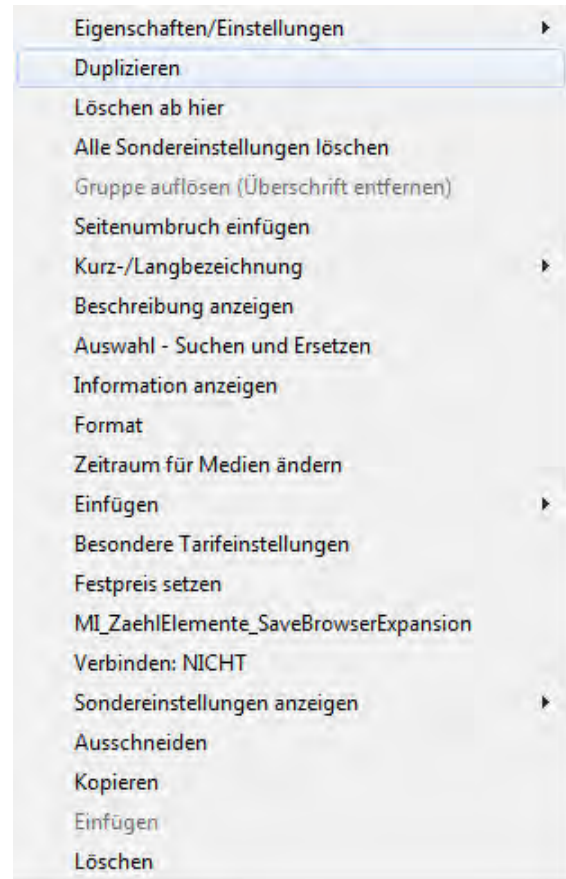 Eigenschaften/Einstellungen
Duplizieren
Löschen ab hier
Alle Sondereinstellungen löschen
Gruppe auflösen (Überschrift entfernen)
Seitenumbruch einfügen
Kurz-/Langbezeichnung
Beschreibung anzeigen
Auswahl - Suchen und Ersetzen
Information anzeigen
Format
Zeitraum für Medien ändern
Einfügen
Besondere Tarifeinstellungen
Festpreis setzen
MI_ZaehlElemente_SaveBrowserExpansion
Verbinden: NICHT
Sondereinstellungen anzeigen
Ausschneiden
Kopieren
Einfügen
Löschen